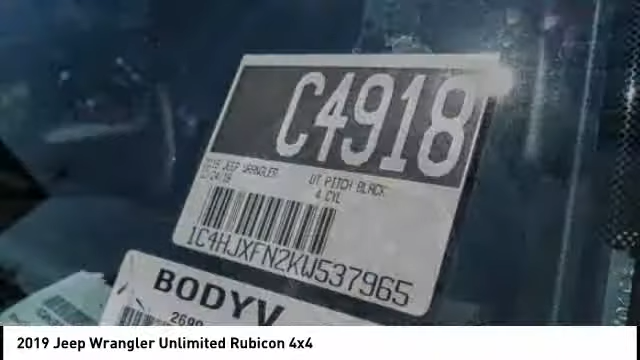 C4918
2019 JEEP WRANGLER
UT PITCH BLACK
4 CYL
1C4HJXFN2KW537965
BODYV
2019 Jeep Wrangler Unlimited Rubicon 4x4